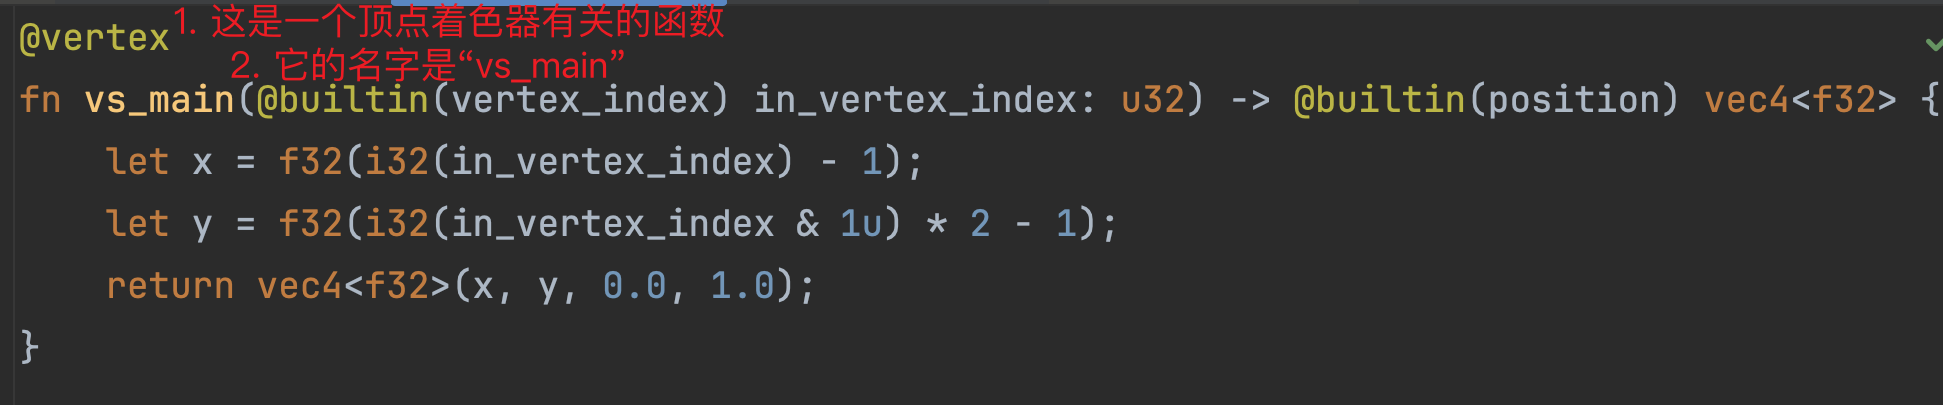 @vertex 1. 这是一个顶点着色器有关的函数
2. 它的名字是“vs_main”
fn vs_main(@builtin(vertex_index) in_vertex_index: u32) -> @builtin(position) vec4<f32> {
    let x = f32(i32(in_vertex_index) - 1);
    let y = f32(i32(in_vertex_index & 1u) * 2 - 1);
    return vec4<f32>(x, y, 0.0, 1.0);
}